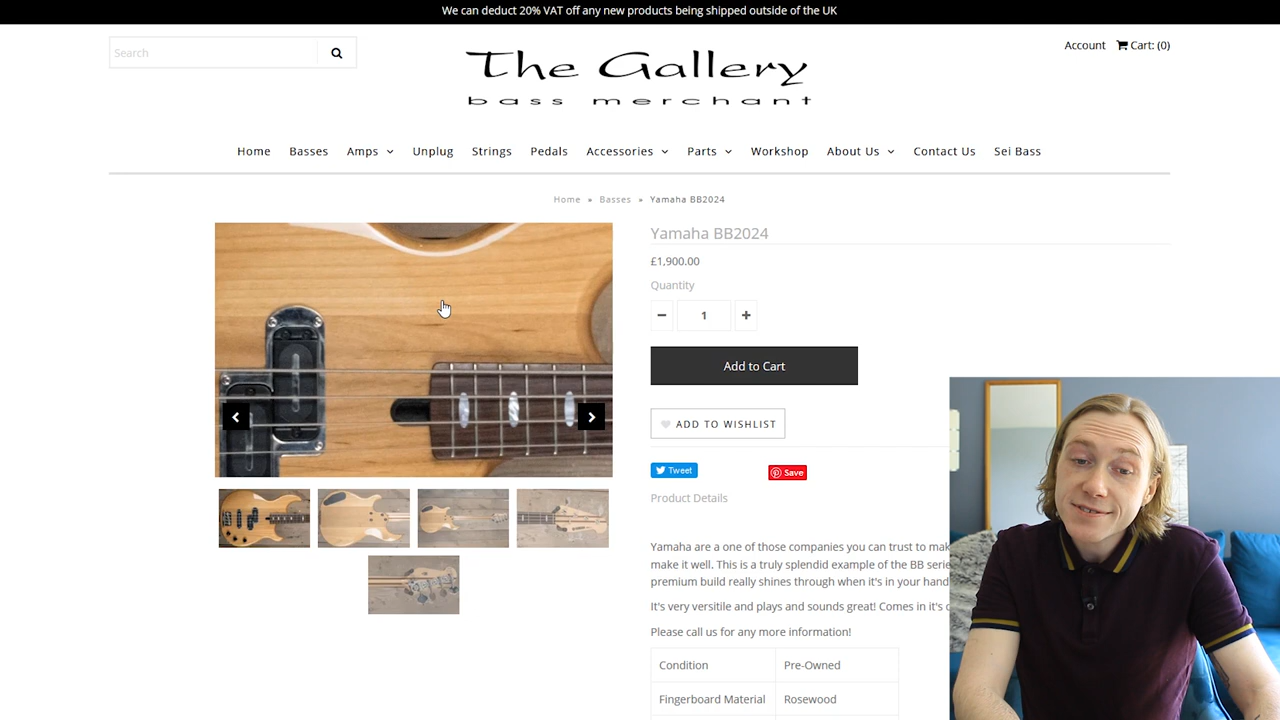 We can deduct 20% VAT off any new products being shipped outside of the UK
Search
Account Cart: (0)
The Gallery
bass merchant
Home Basses Amps Unplug Strings Pedals Accessories Parts Workshop About Us Contact Us Sei Bass
Home » Basses » Yamaha BB2024
Yamaha BB2024
£1,900.00
Quantity
1
Add to Cart
ADD TO WISHLIST
Tweet Save
Product Details
Yamaha are a one of those companies you can trust to mak
make it well. This is a truly splendid example of the BB serie
premium build really shines through when it's in your hand
It's very versitile and plays and sounds great! Comes in it's
Please call us for any more information!
Condition Pre-Owned
Fingerboard Material Rosewood